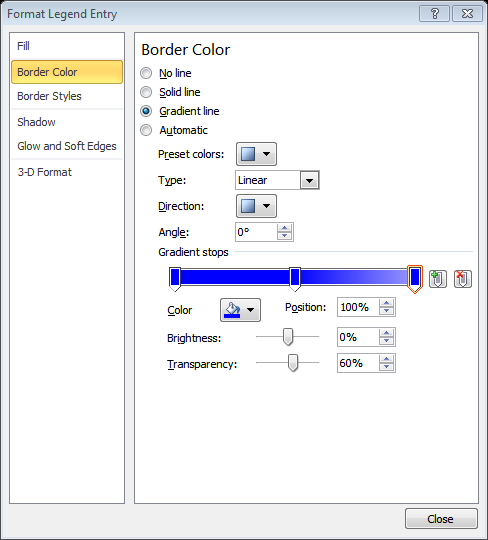 Format Legend Entry
Fill
Border Color
Border Styles
Shadow
Glow and Soft Edges
3-D Format
Border Color
No line
Solid line
Gradient line
Automatic
Preset colors:
Type: Linear
Direction:
Angle: 0°
Gradient stops
Color Position: 100%
Brightness: 0%
Transparency: 60%
Close